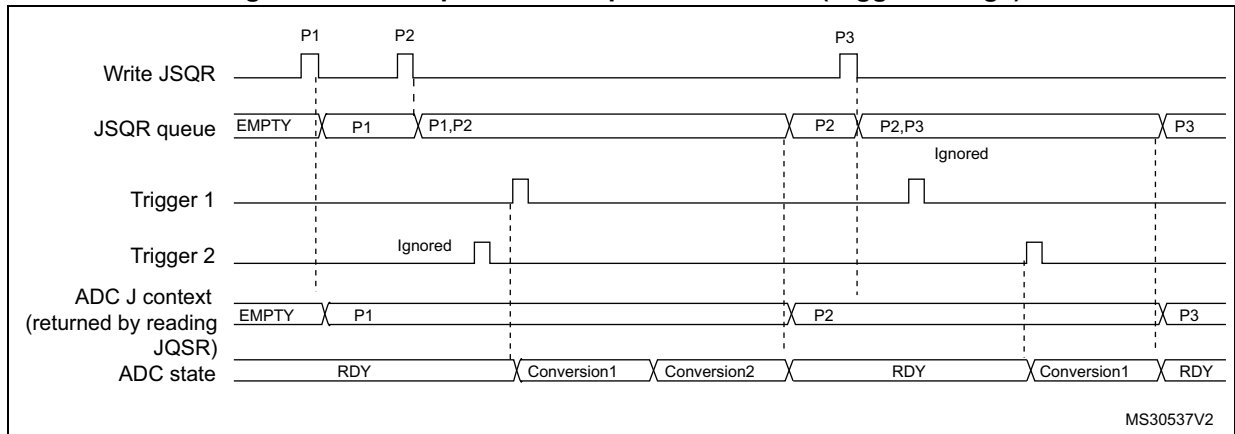 P1 P2 P3
Write JSQR
JSQR queue EMPTY P1 P1,P2 P2 P2,P3 P3
Ignored
Trigger 1
Trigger 2 Ignored
ADC J context
(returned by reading EMPTY P1 P2 P3
JQSR)
ADC state RDY Conversion1 Conversion2 RDY Conversion1 RDY
MS30537V2